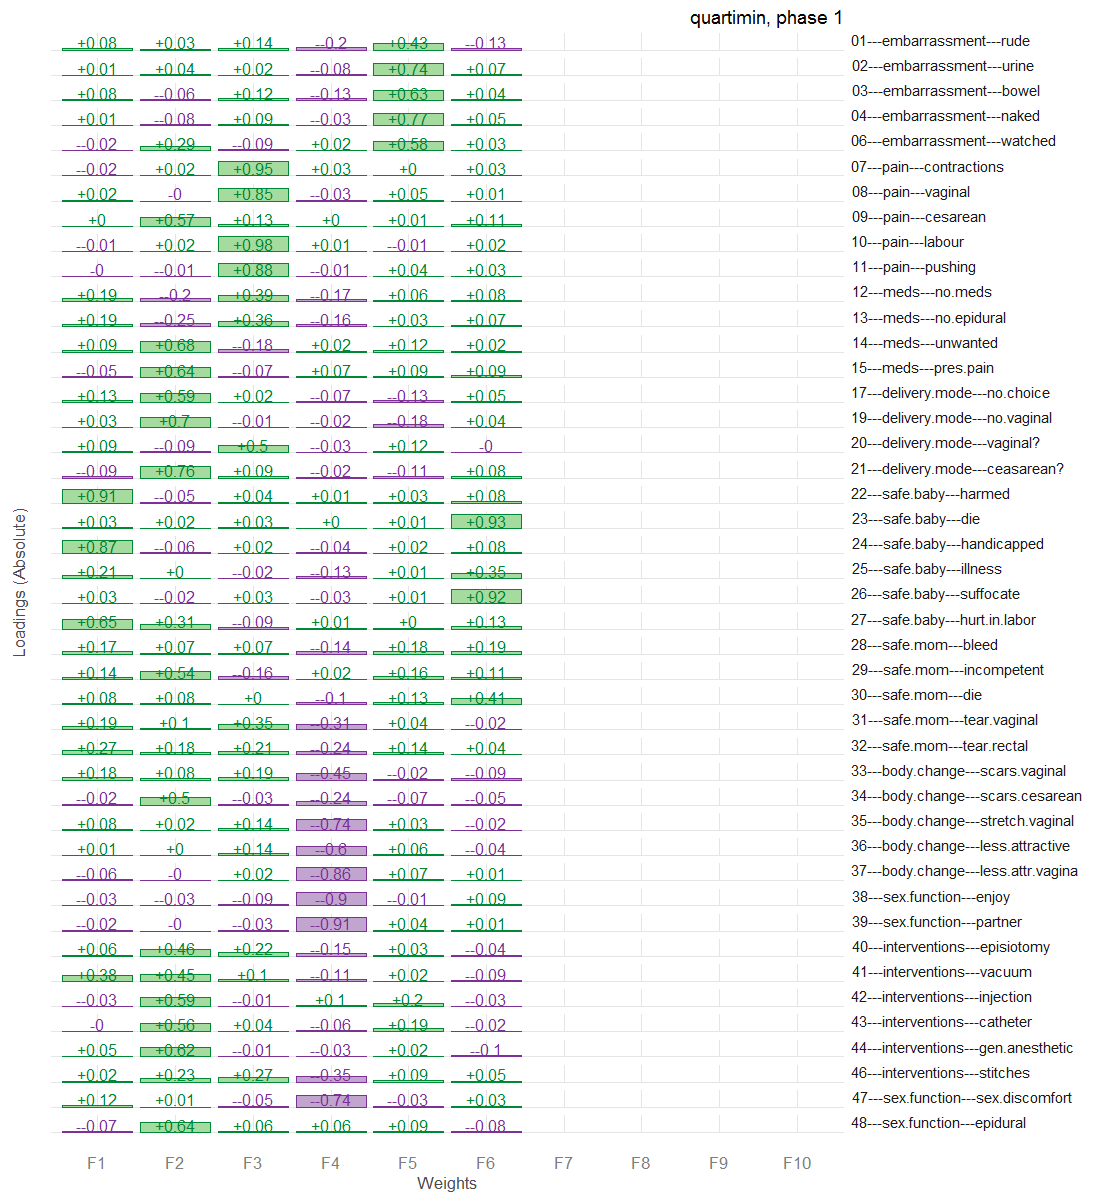 quartimin, phase 1
+0.08 +0.03 +0.14 --0.2 +0.43 --0.13 01---embarrassment---rude
+0.01 +0.04 +0.02 --0.08 +0.74 +0.07 02---embarrassment---urine
+0.08 --0.06 +0.12 --0.13 +0.63 +0.04 03---embarrassment---bowel
+0.01 --0.08 +0.09 --0.03 +0.77 +0.05 04---embarrassment---naked
--0.02 +0.29 --0.09 +0.02 +0.58 +0.03 06---embarrassment---watched
--0.02 +0.02 +0.95 +0.03 +0 +0.03 07---pain---contractions
+0.02 -0 +0.85 --0.03 +0.05 +0.01 08---pain---vaginal
+0 +0.57 +0.13 +0 +0.01 +0.11 09---pain---cesarean
--0.01 +0.02 +0.98 +0.01 --0.01 +0.02 10---pain---labour
-0 --0.01 +0.88 --0.01 +0.04 +0.03 11---pain---pushing
+0.19 --0.2 +0.39 --0.17 +0.06 +0.08 12---meds---no.meds
+0.19 --0.25 +0.36 --0.16 +0.03 +0.07 13---meds---no.epidural
+0.09 +0.68 --0.18 +0.02 +0.12 +0.02 14---meds---unwanted
--0.05 +0.64 --0.07 +0.07 +0.09 +0.09 15---meds---pres.pain
+0.13 +0.59 +0.02 --0.07 --0.13 +0.05 17---delivery.mode---no.choice
+0.03 +0.7 --0.01 --0.02 --0.18 +0.04 19---delivery.mode---no.vaginal
+0.09 --0.09 +0.5 --0.03 +0.12 -0 20---delivery.mode---vaginal?
--0.09 +0.76 +0.09 --0.02 --0.11 +0.08 21---delivery.mode---ceasarean?
+0.91 --0.05 +0.04 +0.01 +0.03 +0.08 22---safe.baby---harmed
+0.03 +0.02 +0.03 +0 +0.01 +0.93 23---safe.baby---die
+0.87 --0.06 +0.02 --0.04 +0.02 +0.08 24---safe.baby---handicapped
+0.21 +0 --0.02 --0.13 +0.01 +0.35 25---safe.baby---illness
+0.03 --0.02 +0.03 --0.03 +0.01 +0.92 26---safe.baby---suffocate
+0.65 +0.31 --0.09 +0.01 +0 +0.13 27---safe.baby---hurt.in.labor
+0.17 +0.07 +0.07 --0.14 +0.18 +0.19 28---safe.mom---bleed
+0.14 +0.54 --0.16 +0.02 +0.16 +0.11 29---safe.mom---incompetent
+0.08 +0.08 +0 --0.1 +0.13 +0.41 30---safe.mom---die
+0.19 +0.1 +0.35 --0.31 +0.04 --0.02 31---safe.mom---tear.vaginal
+0.27 +0.18 +0.21 --0.24 +0.14 +0.04 32---safe.mom---tear.rectal
+0.18 +0.08 +0.19 --0.45 --0.02 --0.09 33---body.change---scars.vaginal
--0.02 +0.5 --0.03 --0.24 --0.07 --0.05 34---body.change---scars.cesarean
+0.08 +0.02 +0.14 --0.74 +0.03 --0.02 35---body.change---stretch.vaginal
+0.01 +0 +0.14 --0.6 +0.06 --0.04 36---body.change---less.attractive
--0.06 -0 +0.02 --0.86 +0.07 +0.01 37---body.change---less.attr.vagina
--0.03 --0.03 --0.09 --0.9 --0.01 +0.09 38---sex.function---enjoy
--0.02 -0 --0.03 --0.91 +0.04 +0.01 39---sex.function---partner
+0.06 +0.46 +0.22 --0.15 +0.03 --0.04 40---interventions---episiotomy
+0.38 +0.45 +0.1 --0.11 +0.02 --0.09 41---interventions---vacuum
--0.03 +0.59 --0.01 +0.1 +0.2 --0.03 42---interventions---injection
-0 +0.56 +0.04 --0.06 +0.19 --0.02 43---interventions---catheter
+0.05 +0.62 --0.01 --0.03 +0.02 --0.1 44---interventions---gen.anesthetic
+0.02 +0.23 +0.27 --0.35 +0.09 +0.05 46---interventions---stitches
+0.12 +0.01 --0.05 --0.74 --0.03 +0.03 47---sex.function---sex.discomfort
--0.07 +0.64 +0.06 +0.06 +0.09 --0.08 48---sex.function---epidural
F1 F2 F3 F4 F5 F6 F7 F8 F9 F10
Weights
Loadings (Absolute)